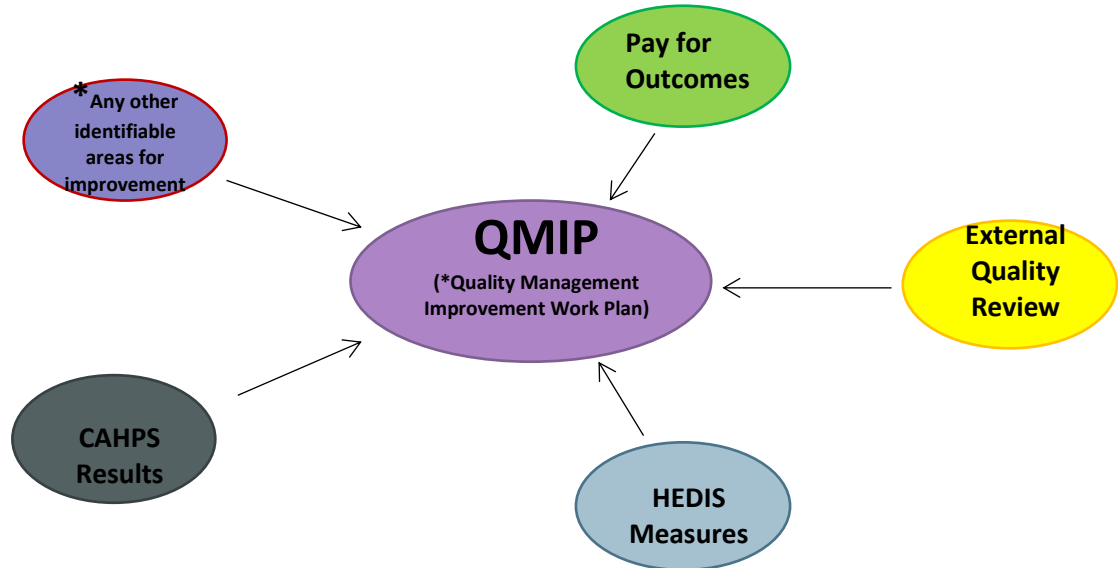 Pay for
Outcomes
*Any other
identifiable
areas for
improvement
QMIP
(*Quality Management
Improvement Work Plan)
External
Quality
Review
CAHPS
Results
HEDIS
Measures